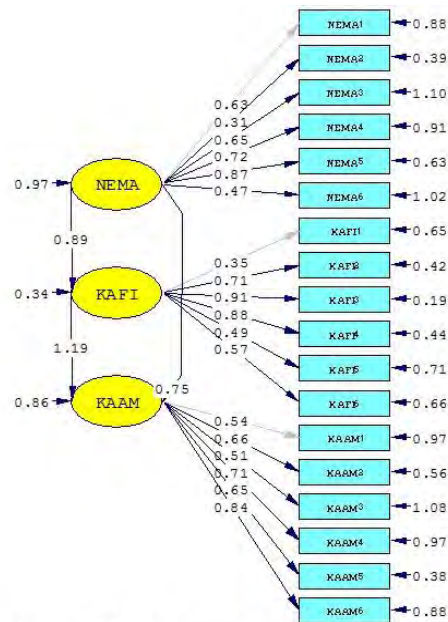 NEMA1 0.88
NEMA2 0.39
0.63 NEMA3 1.10
0.31
0.65 NEMA4 0.91
0.72
0.87 NEMA5 0.63
0.97 NEMA 0.47 NEMA6 1.02
KAFI1 0.65
0.89 0.35
0.71 KAFI2 0.42
0.34 KAFI 0.91 KAFI3 0.19
0.88
0.49 KAFI4 0.44
1.19 0.57 KAFI5 0.71
0.75 KAFI6 0.66
0.86 KAAM 0.54 KAAM1 0.97
0.66
0.51 KAAM2 0.56
0.71
0.65 KAAM3 1.08
0.84 KAAM4 0.97
KAAM5 0.38
KAAM6 0.88